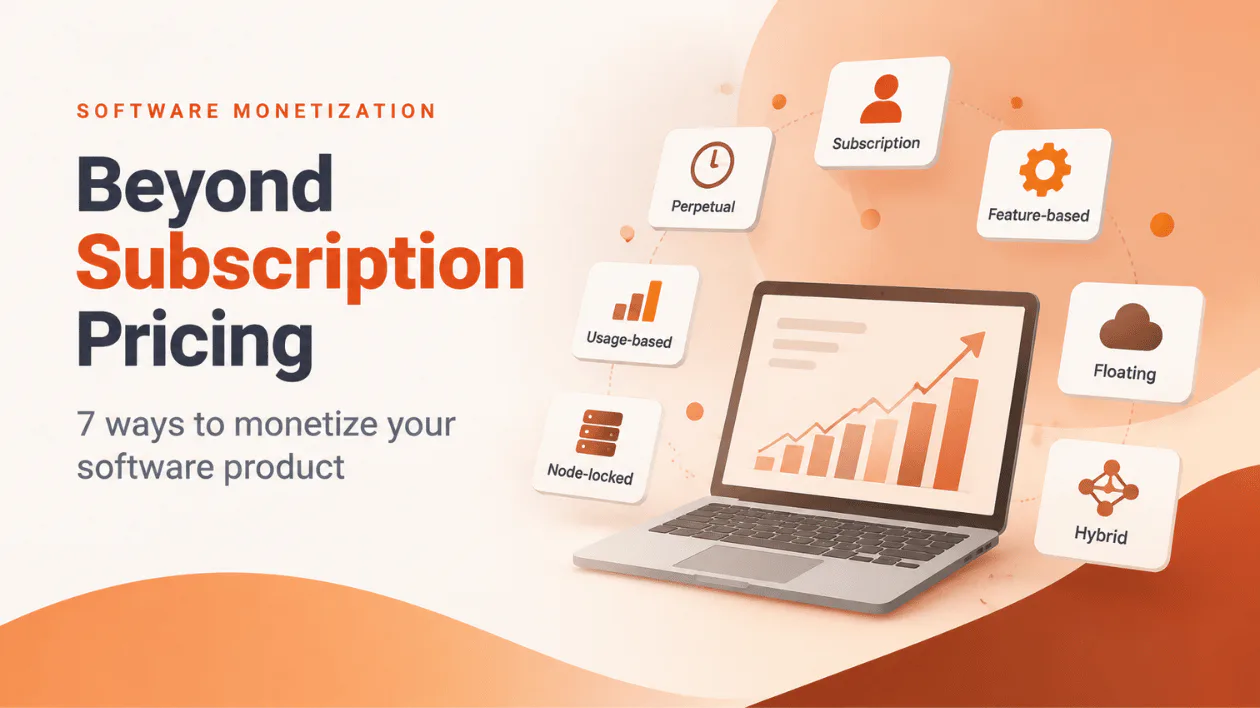 SOFTWARE MONETIZATION
Beyond
Subscription
Pricing
7 ways to monetize your
software product
Subscription
Perpetual
Feature-based
Usage-based
Floating
Node-locked
Hybrid